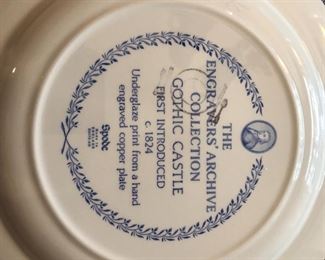 THE
ENGRAVERS' ARCHIVE
COLLECTION
GOTHIC CASTLE
FIRST INTRODUCED
c. 1824
Underglaze print from a hand
engraved copper plate
Spode